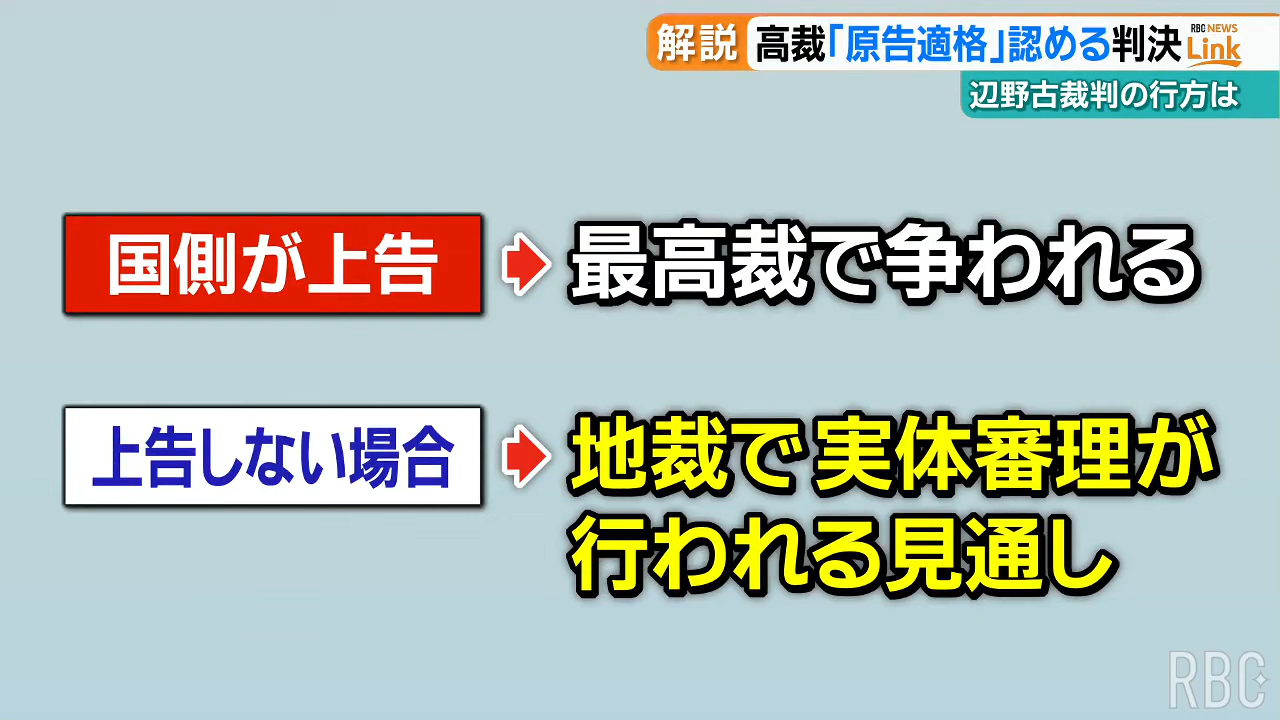 解説 高裁「原告適格」認める判決 RBC NEWS Link
辺野古裁判の行方は
国側が上告 最高裁で争われる
上告しない場合 地裁で実体審理が
行われる見通し
RBC